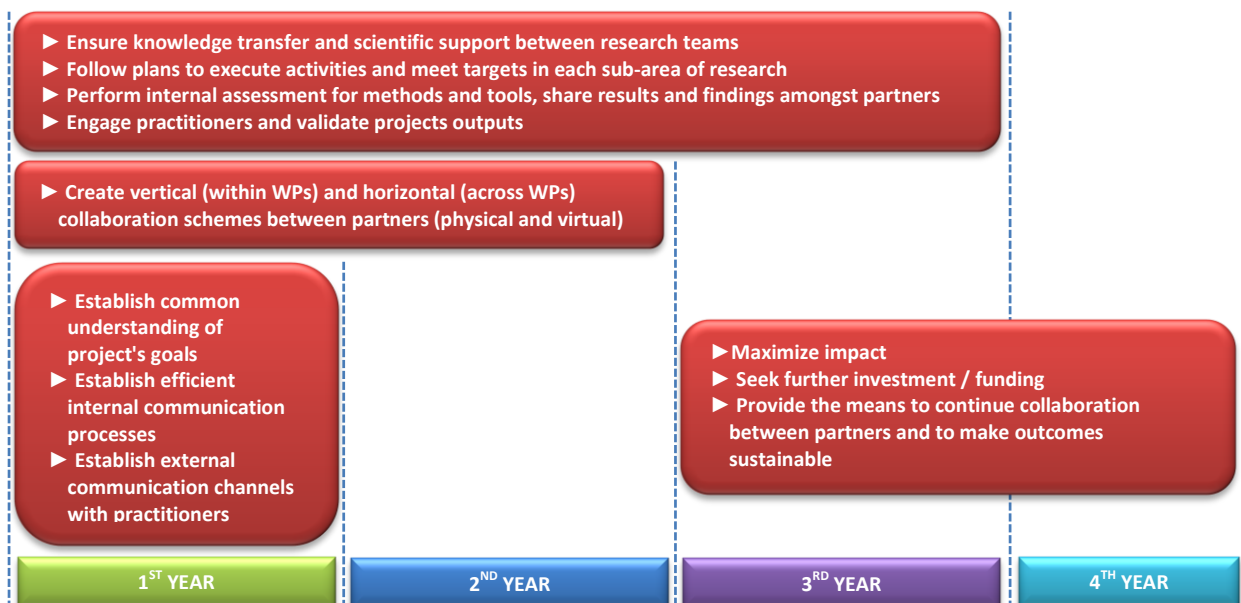 ► Ensure knowledge transfer and scientific support between research teams
► Follow plans to execute activities and meet targets in each sub-area of research
► Perform internal assessment for methods and tools, share results and findings amongst partners
► Engage practitioners and validate projects outputs
► Create vertical (within WPs) and horizontal (across WPs)
collaboration schemes between partners (physical and virtual)
► Establish common
understanding of
project's goals
► Establish efficient
internal communication
processes
► Establish external
communication channels
with practitioners
►Maximize impact
► Seek further investment / funding
► Provide the means to continue collaboration
between partners and to make outcomes
sustainable
1ST YEAR
2ND YEAR
3RD YEAR
4TH YEAR